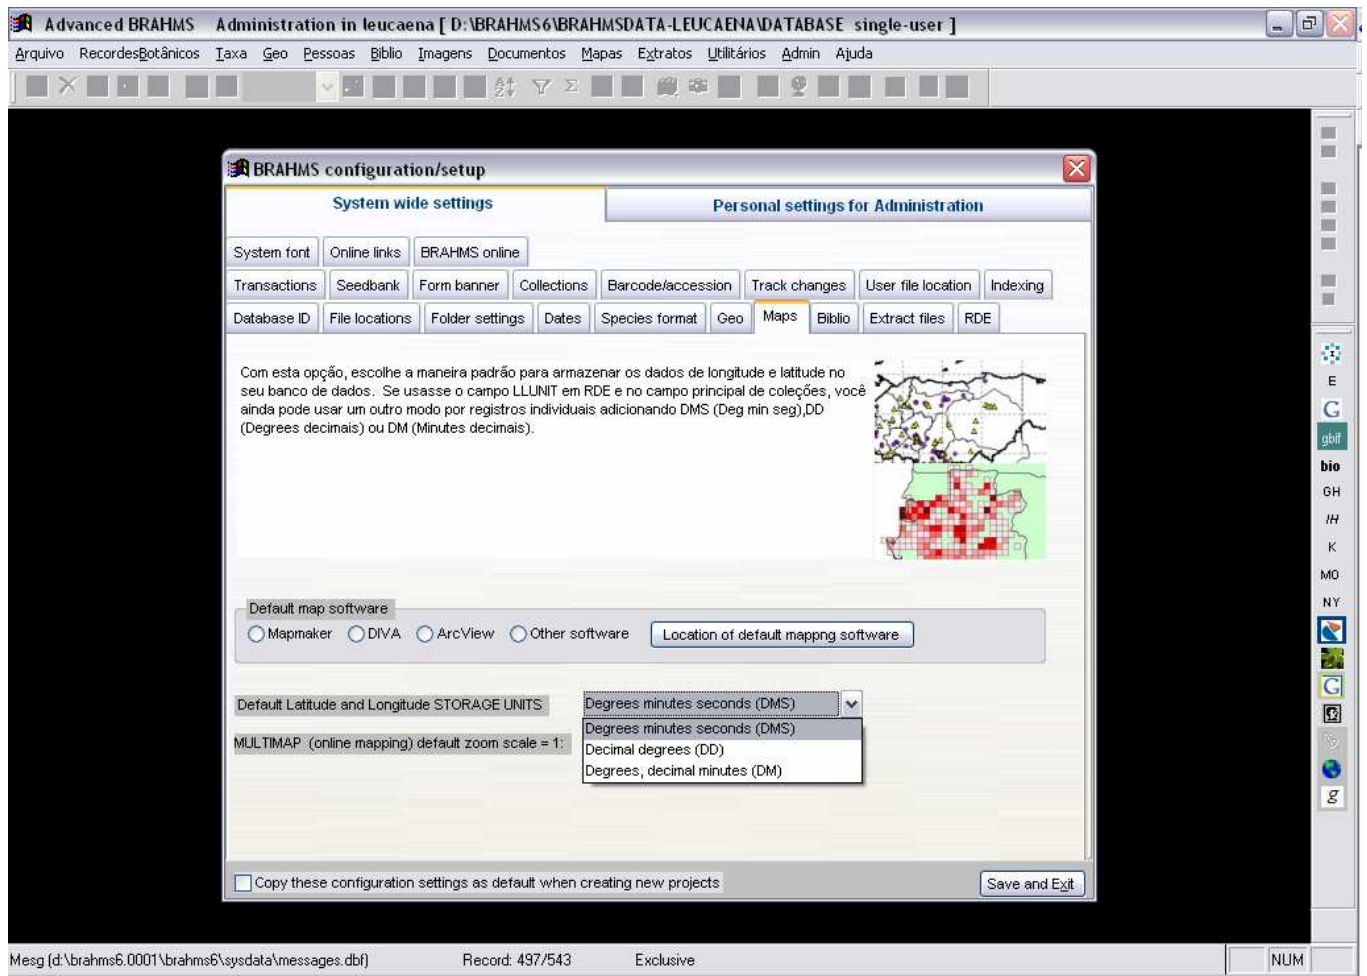 Advanced BRAHMS Administration in leucaena [ D:\BRAHMS6\BRAHMSDATA-LEUCAENA\DATABASE single-user ]
Arquivo RecordesBotânicos Taxa Geo Pessoas Biblio Imagens Documentos Mapas Extratos Utilitários Admin Ajuda
BRAHMS configuration/setup
System wide settings Personal settings for Administration
System font Online links BRAHMS online
Transactions Seedbank Form banner Collections Barcode/accession Track changes User file location Indexing
Database ID File locations Folder settings Dates Species format Geo Maps Biblio Extract files RDE
Com esta opção, escolhe a maneira padrão para armazenar os dados de longitude e latitude no
seu banco de dados. Se usasse o campo LLUNIT em RDE e no campo principal de coleções, você
ainda pode usar um outro modo por registros individuais adicionando DMS (Deg min seg),DD
(Degrees decimais) ou DM (Minutes decimais).
Default map software
Mapmaker DIVA ArcView Other software Location of default mappng software
Default Latitude and Longitude STORAGE UNITS Degrees minutes seconds (DMS)
Degrees minutes seconds (DMS)
MULTIMAP (online mapping) default zoom scale = 1: Decimal degrees (DD)
Degrees, decimal minutes (DM)
Copy these configuration settings as default when creating new projects Save and Exit
E
G
gbif
bio
GH
IH
K
MO
NY
G
g
Mesg (d:\brahms6.0001\brahms6\sysdata\messages.dbf) Record: 497/543 Exclusive NUM